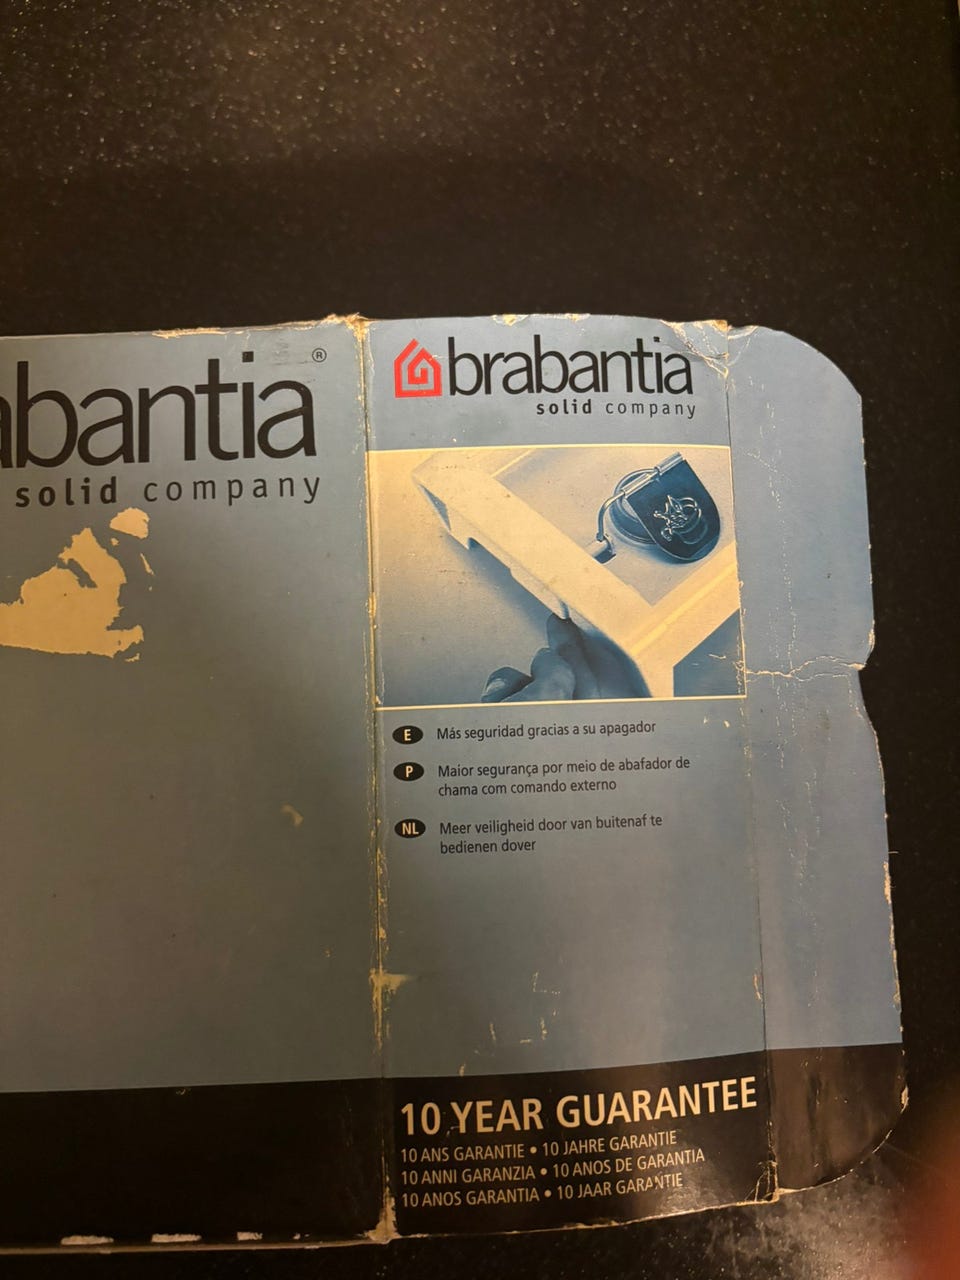 abantia®
solid company
brabantia
solid company
E Más seguridad gracias a su apagador
P Maior segurança por meio de abafador de
chama com comando externo
NL Meer veiligheid door van buitenaf te
bedienen dover
10 YEAR GUARANTEE
10 ANS GARANTIE • 10 JAHRE GARANTIE
10 ANNI GARANZIA • 10 ANOS DE GARANTIA
10 ANOS GARANTIA • 10 JAAR GARANTIE